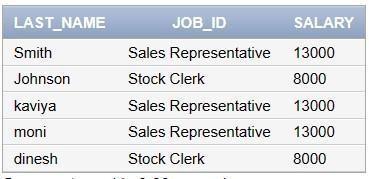 LAST_NAME JOB_ID SALARY
Smith Sales Representative 13000
Johnson Stock Clerk 8000
kaviya Sales Representative 13000
moni Sales Representative 13000
dinesh Stock Clerk 8000